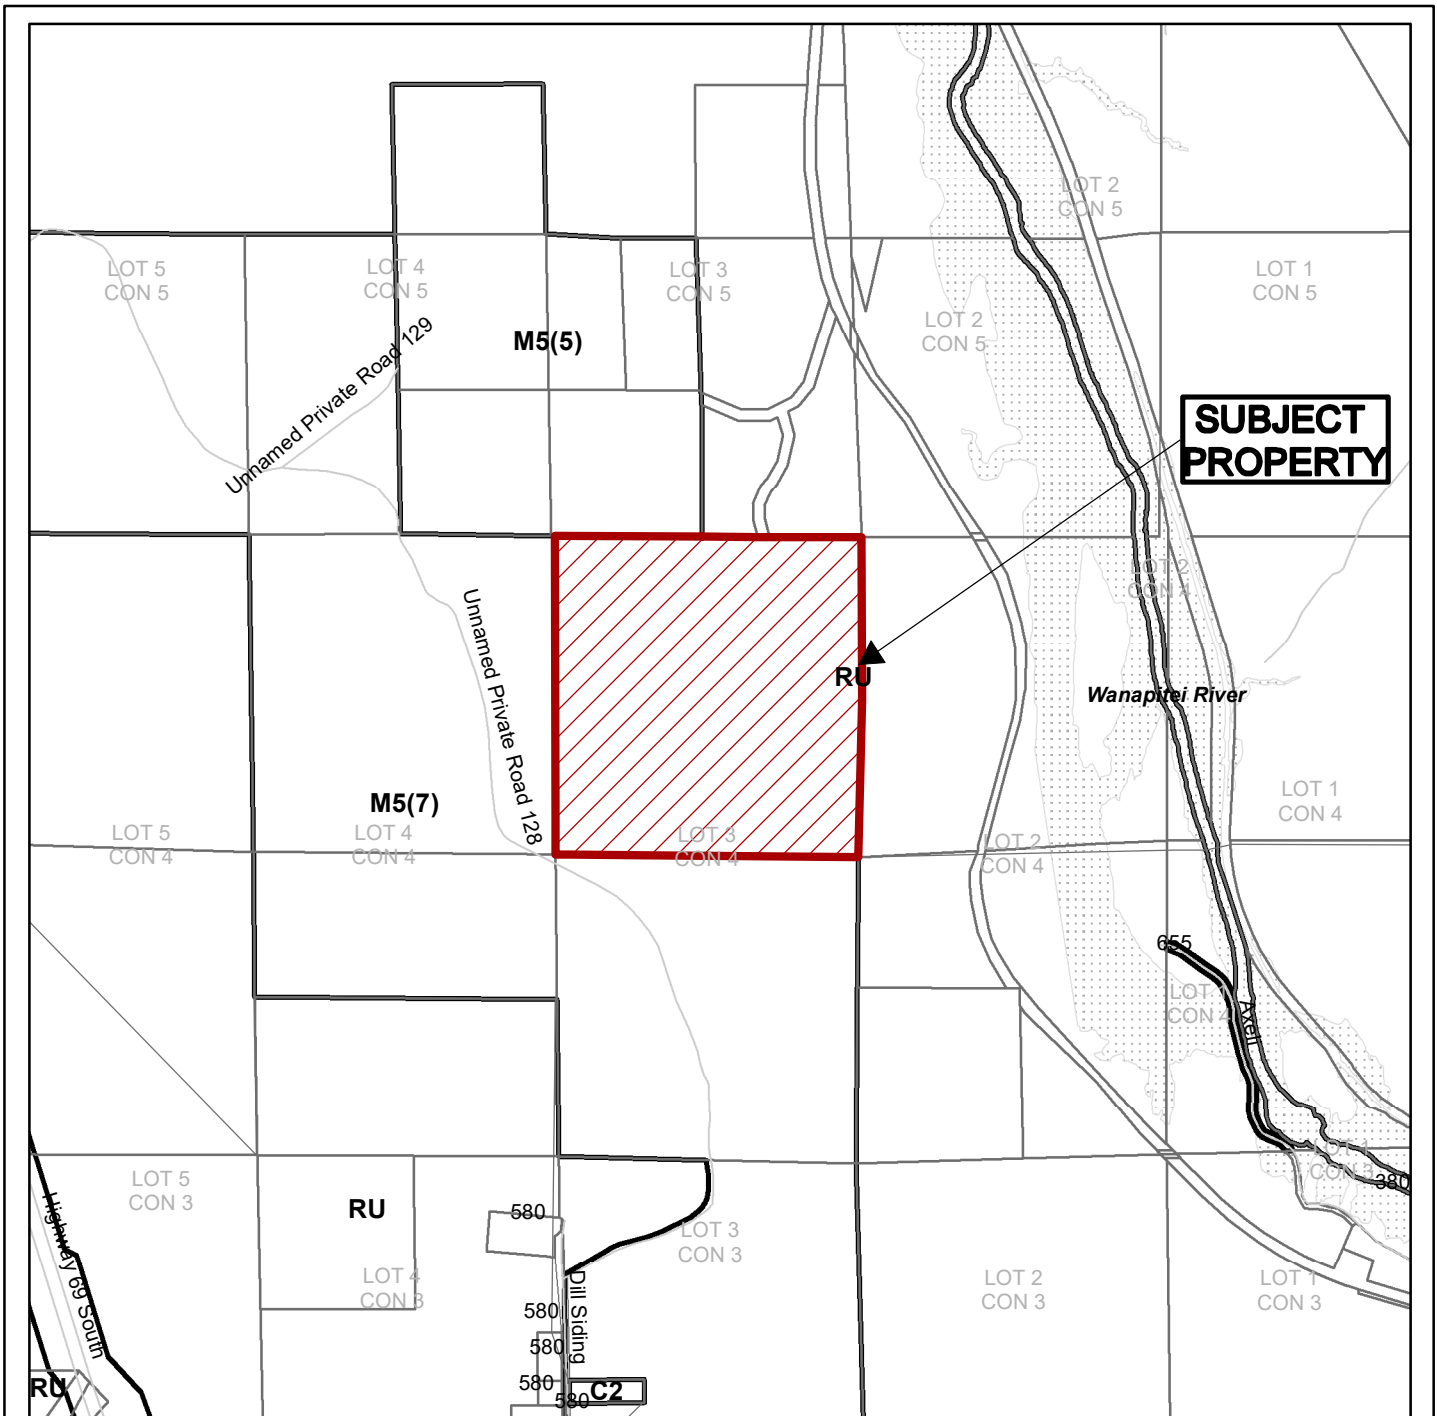 LOT 2
CON 5
LOT 5
CON 5
LOT 4
CON 5
LOT 3
CON 5
LOT 1
CON 5
LOT 2
CON 5
M5(5)
Unnamed Private Road 129
SUBJECT
PROPERTY
LOT 2
CON 4
Unnamed Private Road 128
RU
Wanapitei River
M5(7)
LOT 1
CON 4
LOT 5
CON 4
LOT 4
CON 4
LOT 3
CON 4
LOT 2
CON 4
655
LOT 1
CON 4
Axell
LOT 1
CON 3
380
LOT 5
CON 3
RU
580
LOT 3
CON 3
Highway 69 South
LOT 4
CON 3
LOT 2
CON 3
LOT 1
CON 3
Dill Siding
580
580
580
580
RU
C2